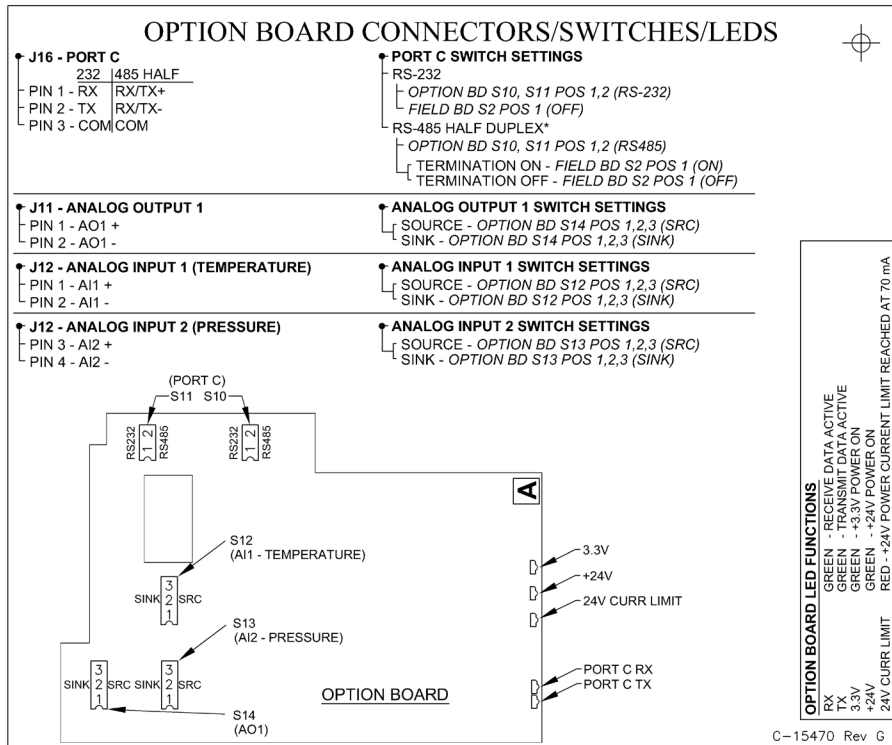 OPTION BOARD CONNECTORS/SWITCHES/LEDS
J16 - PORT C
232 485 HALF
PIN 1 - RX RX/TX+
PIN 2 - TX RX/TX-
PIN 3 - COM COM
PORT C SWITCH SETTINGS
RS-232
OPTION BD S10, S11 POS 1,2 (RS-232)
FIELD BD S2 POS 1 (OFF)
RS-485 HALF DUPLEX*
OPTION BD S10, S11 POS 1,2 (RS485)
TERMINATION ON - FIELD BD S2 POS 1 (ON)
TERMINATION OFF - FIELD BD S2 POS 1 (OFF)
J11 - ANALOG OUTPUT 1
PIN 1 - AO1 +
PIN 2 - AO1 -
ANALOG OUTPUT 1 SWITCH SETTINGS
SOURCE - OPTION BD S14 POS 1,2,3 (SRC)
SINK - OPTION BD S14 POS 1,2,3 (SINK)
J12 - ANALOG INPUT 1 (TEMPERATURE)
PIN 1 - AI1 +
PIN 2 - AI1 -
ANALOG INPUT 1 SWITCH SETTINGS
SOURCE - OPTION BD S12 POS 1,2,3 (SRC)
SINK - OPTION BD S12 POS 1,2,3 (SINK)
J12 - ANALOG INPUT 2 (PRESSURE)
PIN 3 - AI2 +
PIN 4 - AI2 -
ANALOG INPUT 2 SWITCH SETTINGS
SOURCE - OPTION BD S13 POS 1,2,3 (SRC)
SINK - OPTION BD S13 POS 1,2,3 (SINK)
(PORT C)
S11 S10
RS232
1 2
RS485
RS232
1 2
RS485
A
S12
(AI1 - TEMPERATURE)
SINK 3 2 1 SRC
S13
(AI2 - PRESSURE)
SINK 3 2 1 SRC
SINK 3 2 1 SRC
S14
(AO1)
OPTION BOARD
3.3V
+24V
24V CURR LIMIT
PORT C RX
PORT C TX
OPTION BOARD LED FUNCTIONS
RX GREEN - RECEIVE DATA ACTIVE
TX GREEN - TRANSMIT DATA ACTIVE
3.3V GREEN - +3.3V POWER ON
+24V GREEN - +24V POWER ON
24V CURR LIMIT RED - +24V POWER CURRENT LIMIT REACHED AT 70 mA
C-15470 Rev G